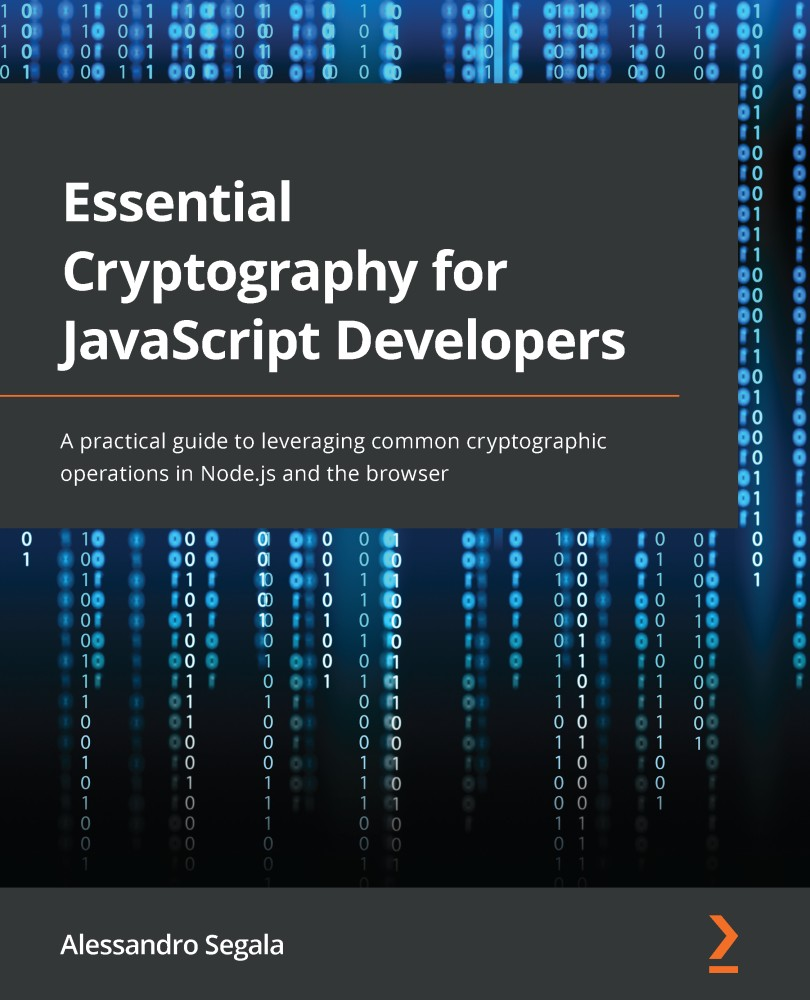 Essential
Cryptography for
JavaScript Developers
A practical guide to leveraging common cryptographic
operations in Node.js and the browser
Alessandro Segala